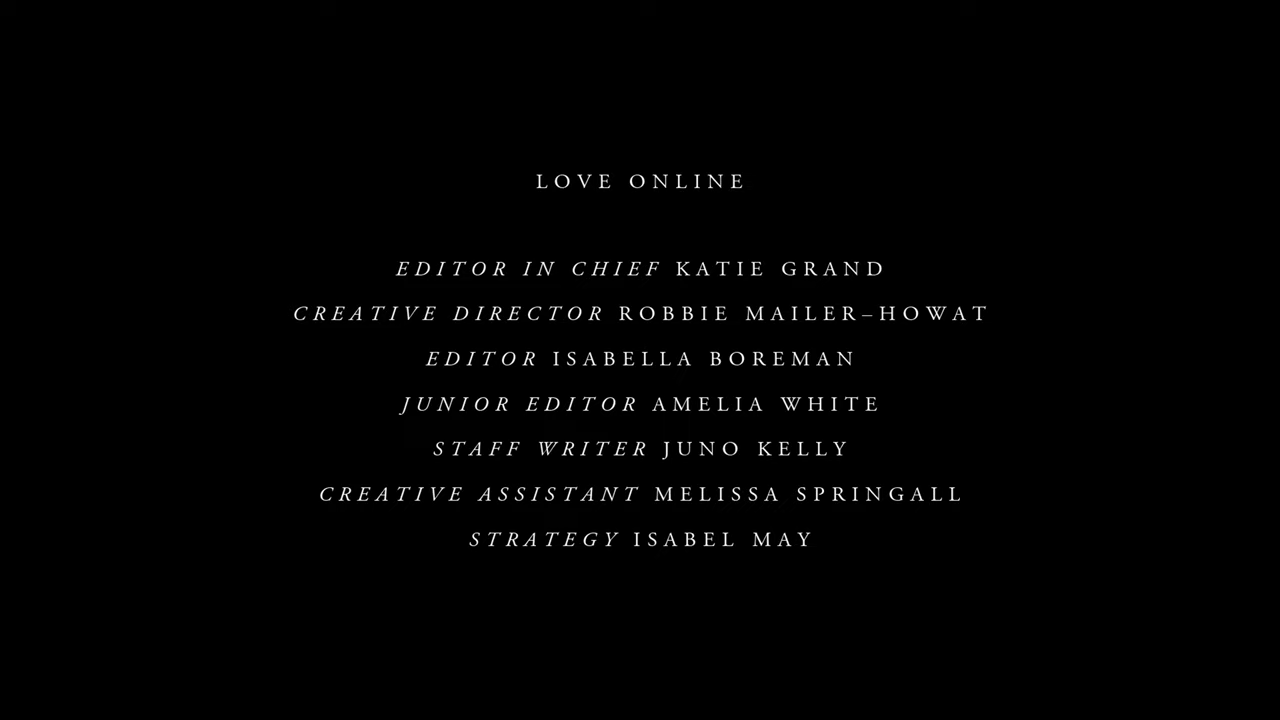 LOVE ONLINE
EDITOR IN CHIEF KATIE GRAND
CREATIVE DIRECTOR ROBBIE MAILER–HOWAT
EDITOR ISABELLA BOREMAN
JUNIOR EDITOR AMELIA WHITE
STAFF WRITER JUNO KELLY
CREATIVE ASSISTANT MELISSA SPRINGALL
STRATEGY ISABEL MAY